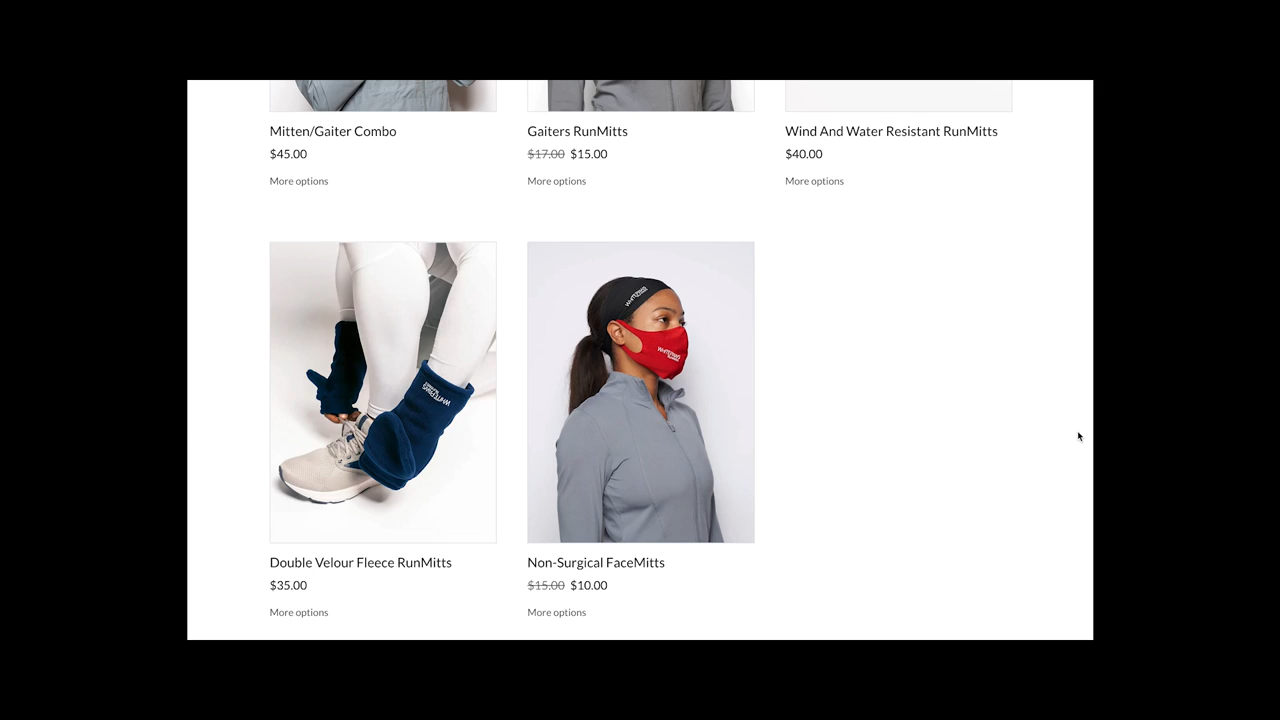 Mitten/Gaiter Combo
$45.00
More options
Gaiters RunMitts
$17.00 $15.00
More options
Wind And Water Resistant RunMitts
$40.00
More options
Double Velour Fleece RunMitts
$35.00
More options
Non-Surgical FaceMitts
$15.00 $10.00
More options